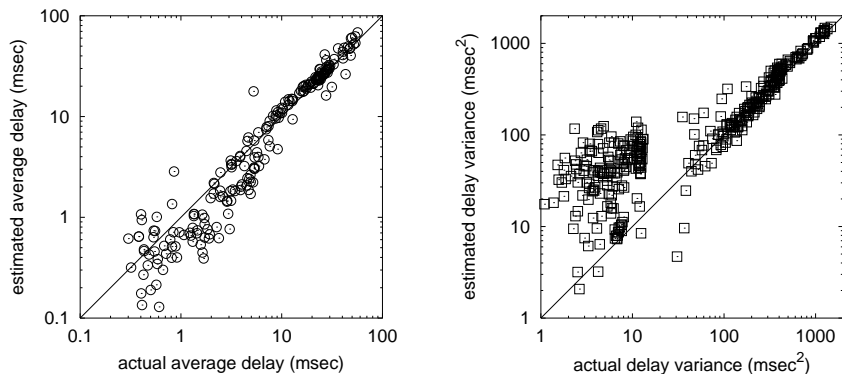 estimated average delay (msec)
100
10
1
0.1
0.1 1 10 100
actual average delay (msec)
estimated delay variance (msec²)
1000
100
10
1
1 10 100 1000
actual delay variance (msec²)